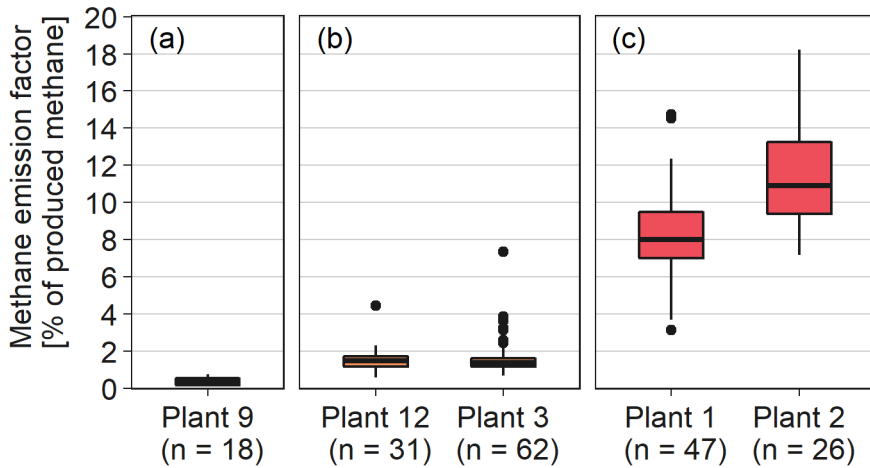 Methane emission factor
[% of produced methane]
20
18
16
14
12
10
8
6
4
2
0
(a)
(b)
(c)
Plant 9
(n = 18)
Plant 12
(n = 31)
Plant 3
(n = 62)
Plant 1
(n = 47)
Plant 2
(n = 26)